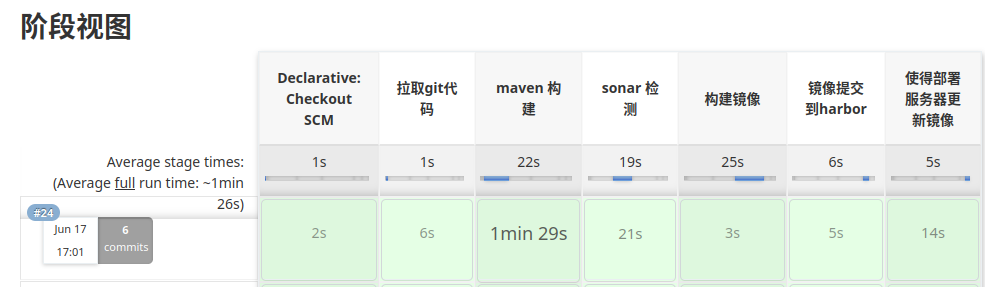 阶段视图
Declarative:
Checkout
SCM
拉取git代
码
maven 构
建
sonar 检
测
构建镜像
镜像提交
到harbor
使得部署
服务器更
新镜像
Average stage times:
(Average full run time: ~1min
26s)
1s
1s
22s
19s
25s
6s
5s
#24
Jun 17
17:01
6
commits
2s
6s
1min 29s
21s
3s
5s
14s